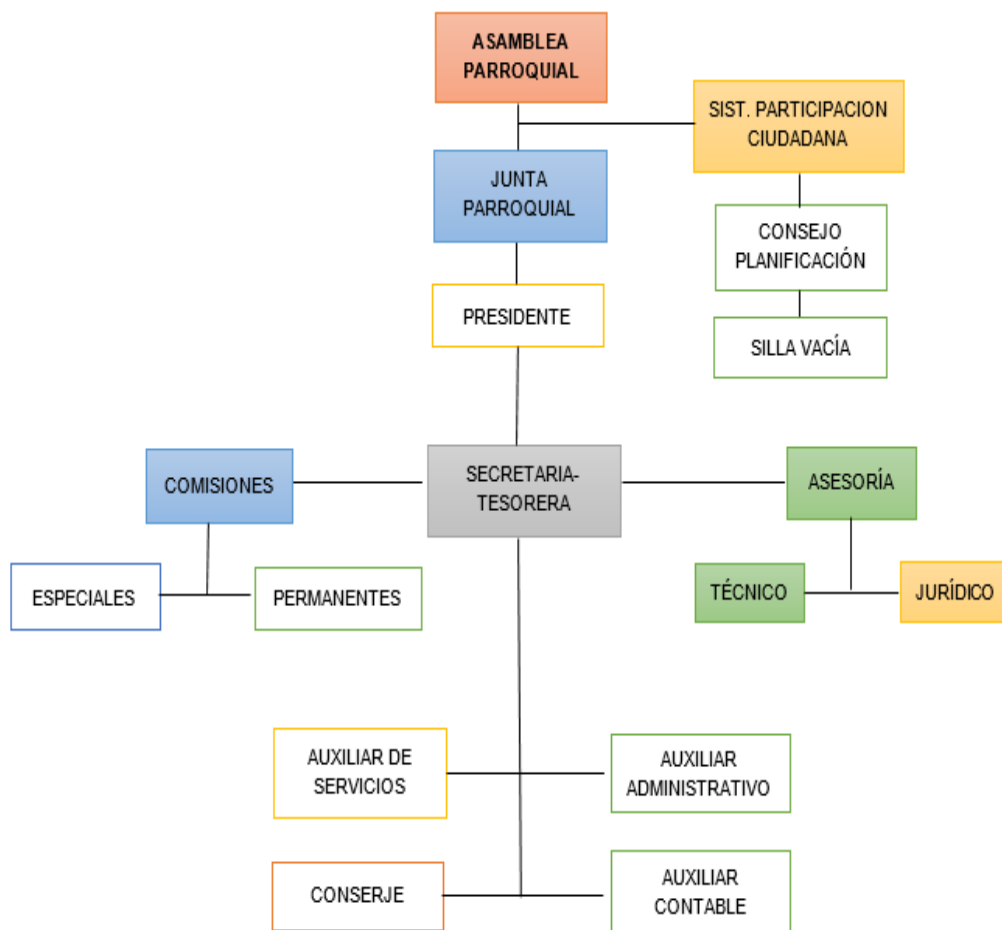 ASAMBLEA
PARROQUIAL
SIST. PARTICIPACION
CIUDADANA
JUNTA
PARROQUIAL
CONSEJO
PLANIFICACIÓN
PRESIDENTE
SILLA VACÍA
COMISIONES
SECRETARIA-
TESORERA
ASESORÍA
ESPECIALES
PERMANENTES
TÉCNICO
JURÍDICO
AUXILIAR DE
SERVICIOS
AUXILIAR
ADMINISTRATIVO
CONSERJE
AUXILIAR
CONTABLE